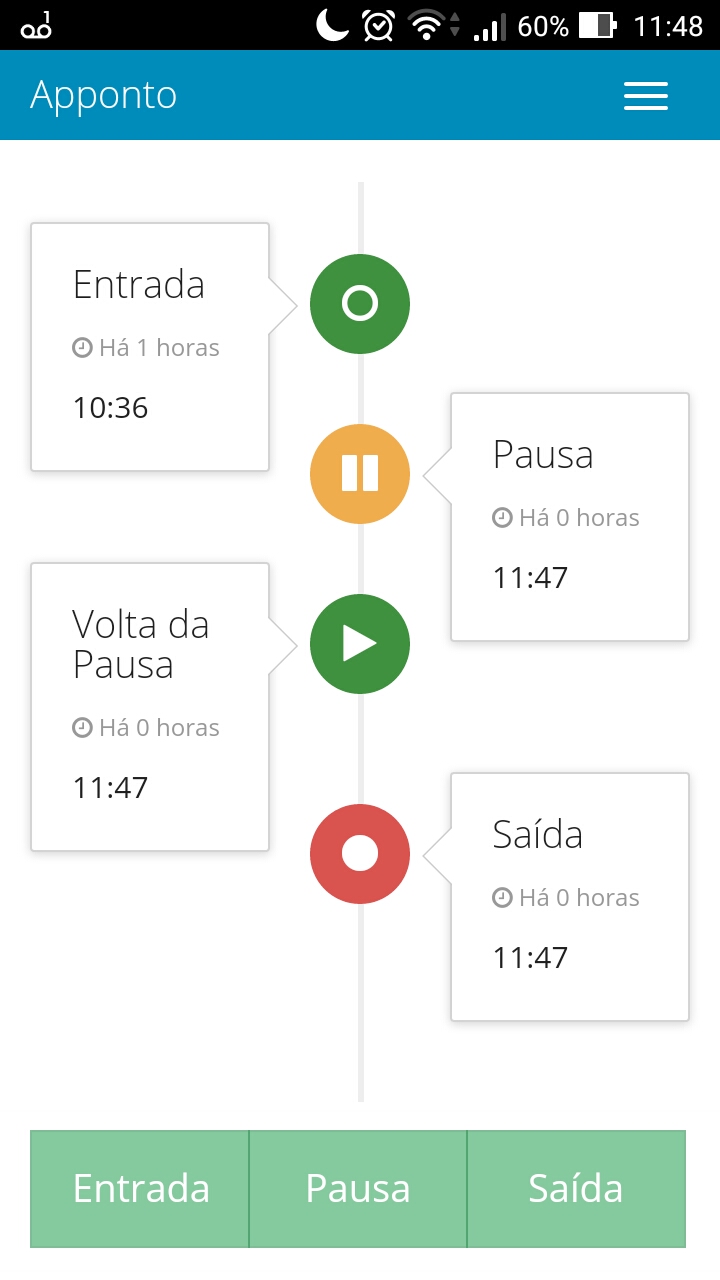 1
60% 11:48
Apponto
Entrada
Há 1 horas
10:36
Pausa
Há 0 horas
11:47
Volta da
Pausa
Há 0 horas
11:47
Saída
Há 0 horas
11:47
Entrada Pausa Saída